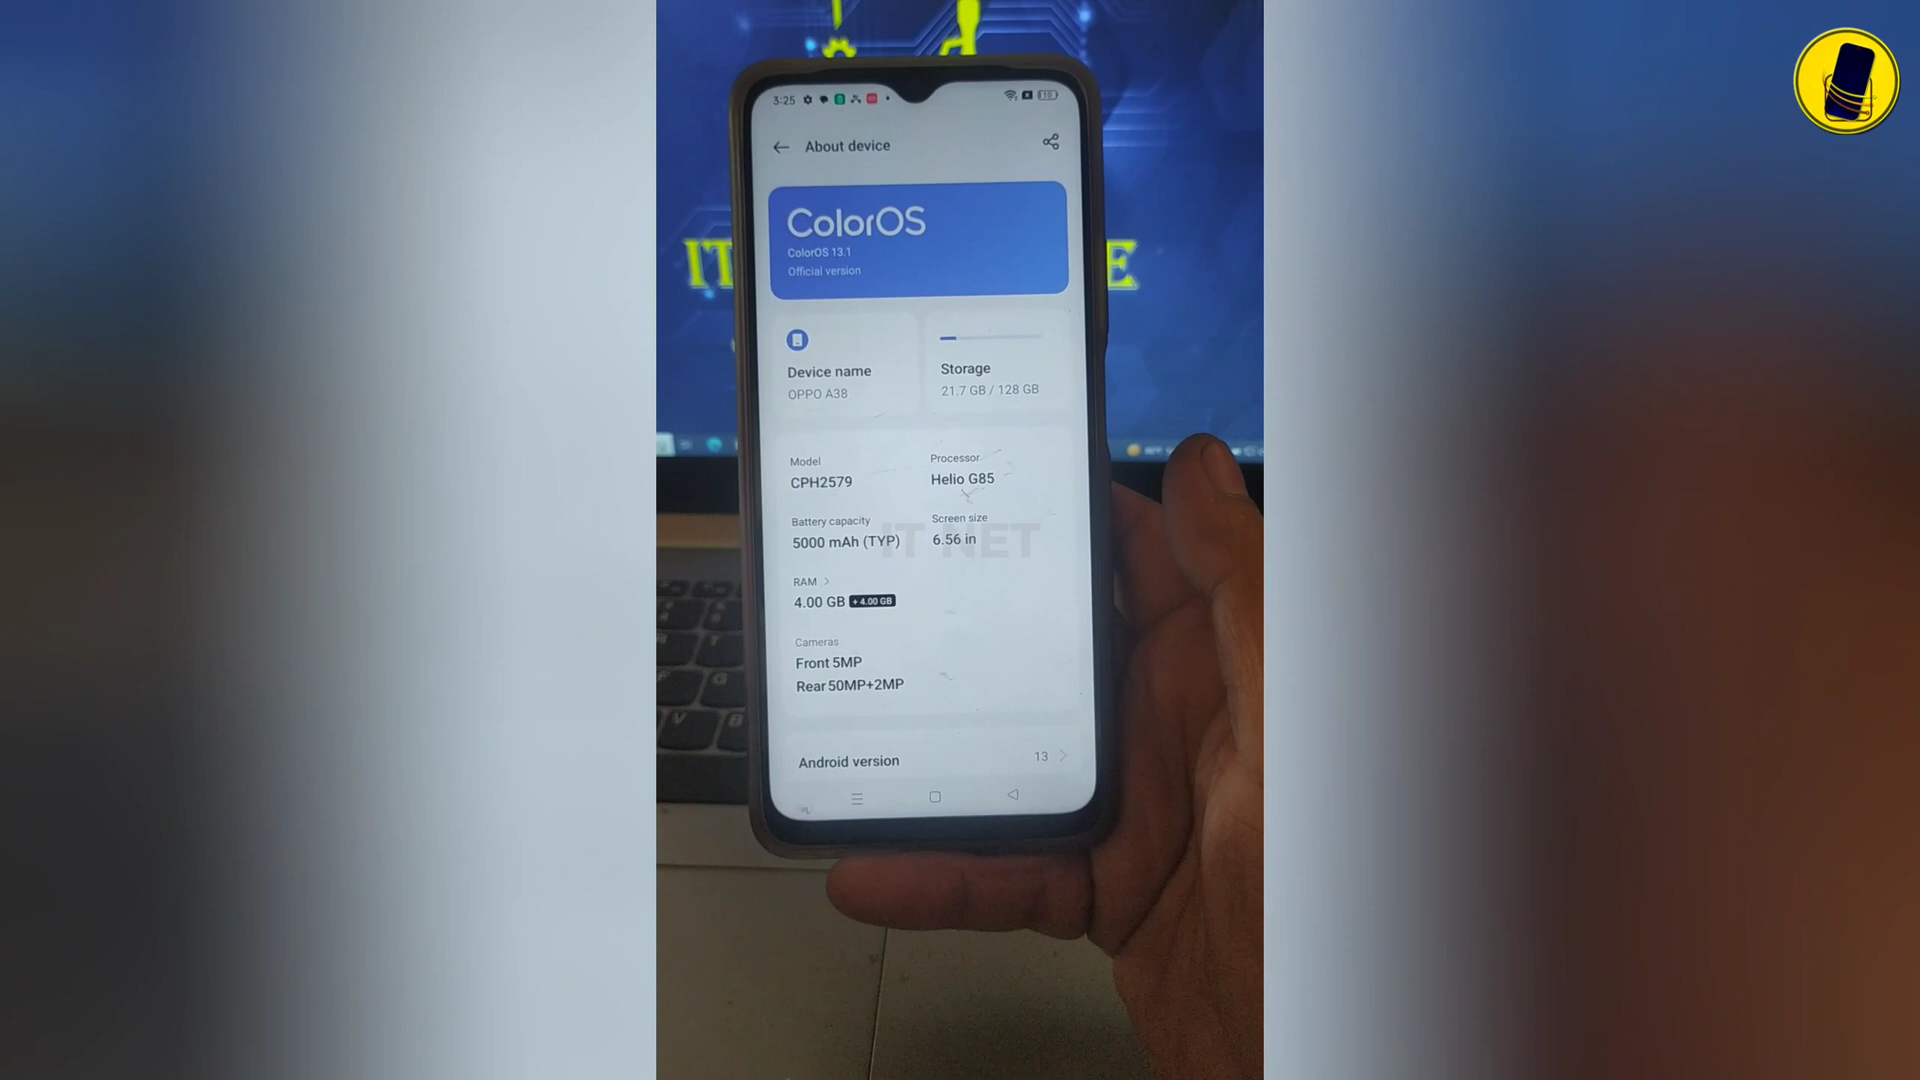 3:25
About device
ColorOS
ColorOS 13.1
Official version
Device name
OPPO A38
Storage
21.7 GB / 128 GB
Model
CPH2579
Processor
Helio G85
Battery capacity
5000 mAh (TYP)
Screen size
6.56 in
RAM >
4.00 GB + 4.00 GB
Cameras
Front 5MP
Rear 50MP+2MP
Android version
13 >
IT NET
IT
E